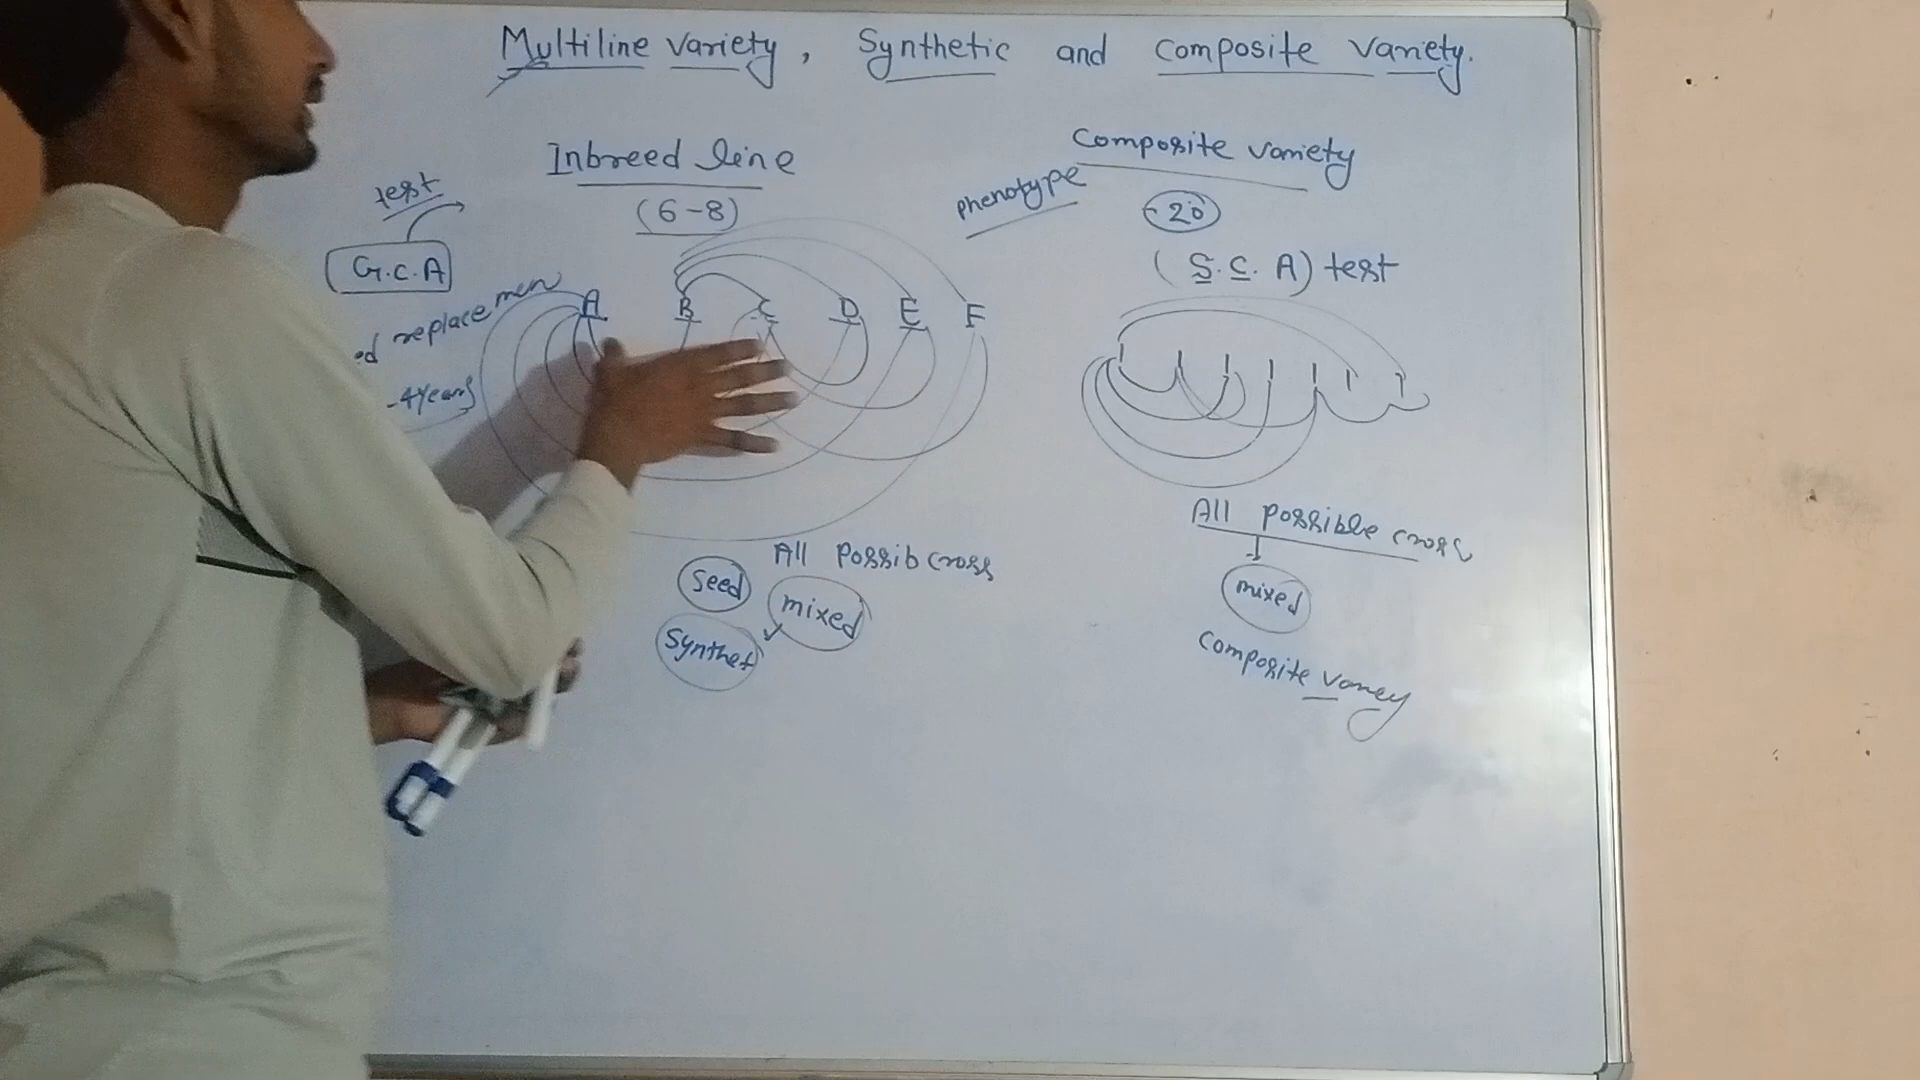 Multiline variety, Synthetic and composite variety.
Inbreed line
(6-8)
test
G.C.A
ed replacemen
-4Years
A B C D E F
All Possib cross
Seed
mixed
Synthet
Composite variety
phenotype
-20
(S.C.A) test
All possible cross
mixed
Composite